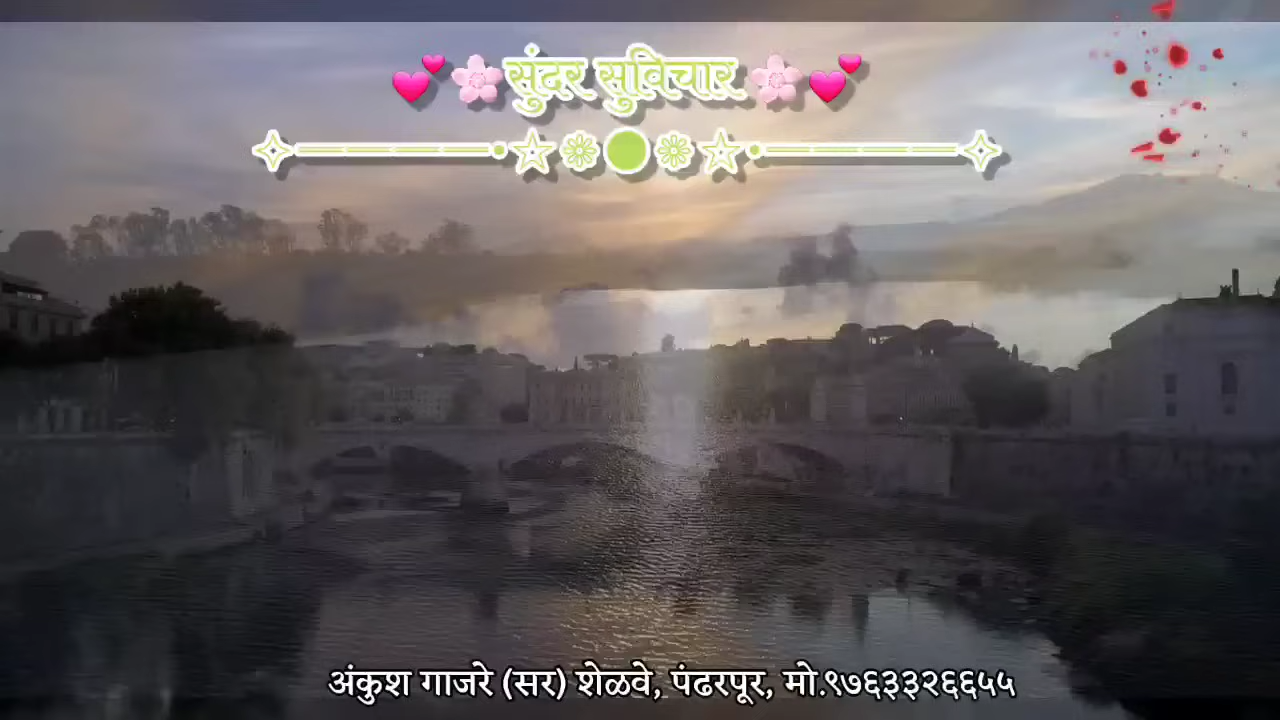 💕🌸सुंदर सुविचार🌸💕
अंकुश गाजरे (सर) शेळवे, पंढरपूर, मो.९७६३३२६६५५